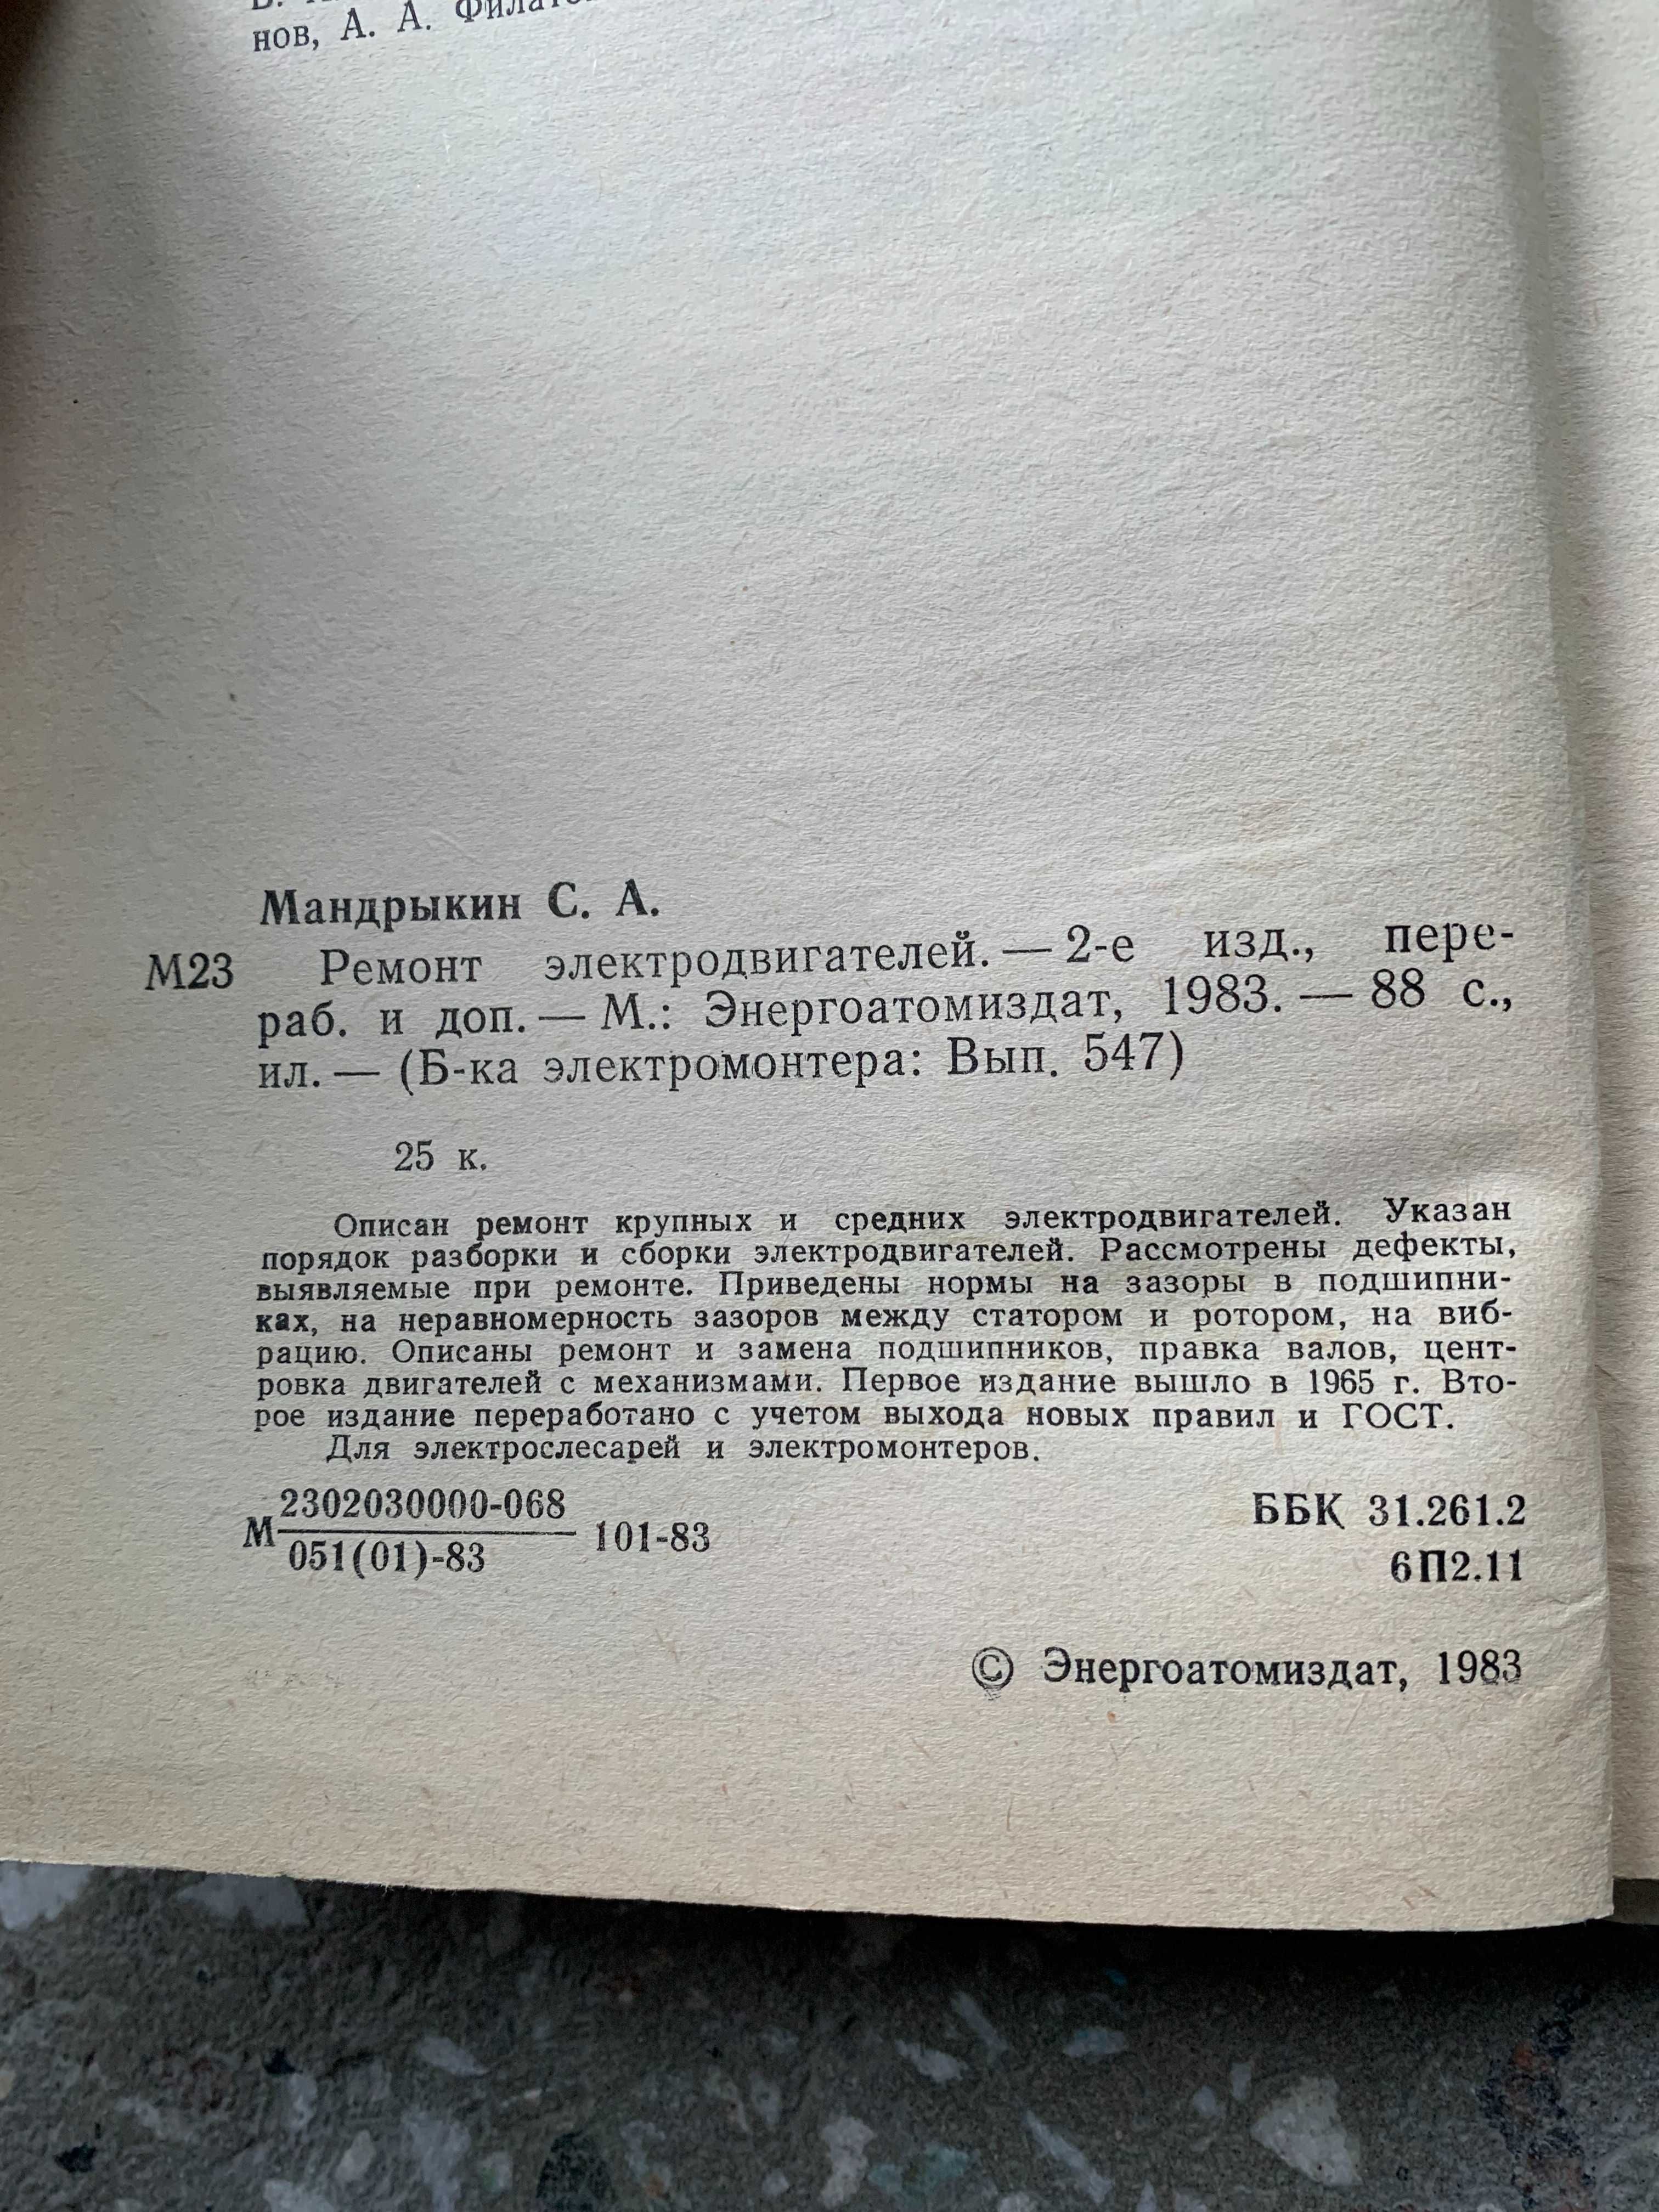 нов, А. А.
Мандрыкин С. А.
М23 Ремонт электродвигателей. — 2-е изд., пере-
раб. и доп. — М.: Энергоатомиздат, 1983. — 88 с.,
ил. — (Б-ка электромонтера: Вып. 547)
25 к.
Описан ремонт крупных и средних электродвигателей. Указан
порядок разборки и сборки электродвигателей. Рассмотрены дефекты,
выявляемые при ремонте. Приведены нормы на зазоры в подшипни-
ках, на неравномерность зазоров между статором и ротором, на виб-
рацию. Описаны ремонт и замена подшипников, правка валов, цент-
ровка двигателей с механизмами. Первое издание вышло в 1965 г. Вто-
рое издание переработано с учетом выхода новых правил и ГОСТ.
Для электрослесарей и электромонтеров.
2302030000-068
М 101-83
051(01)-83
ББК 31.261.2
6П2.11
© Энергоатомиздат, 1983